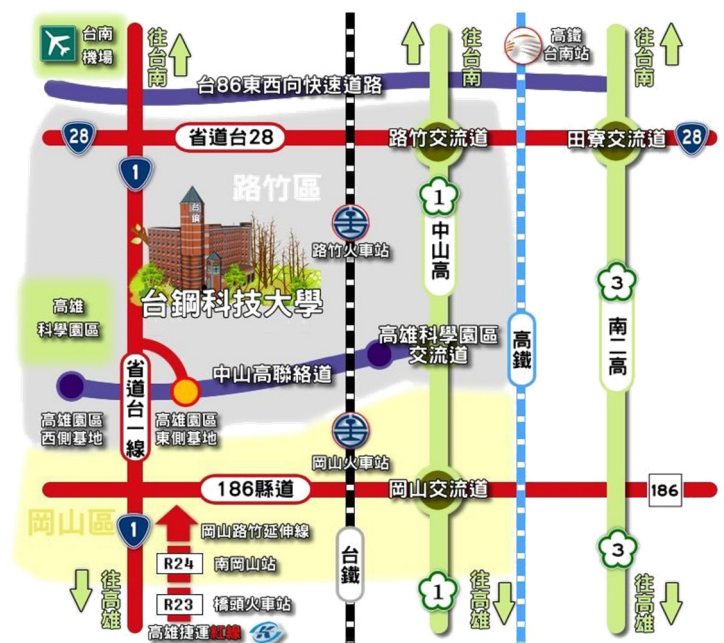 台南
機場
往台南
往台南
高鐵
台南站
往台南
台86東西向快速道路
28
省道台28
路竹交流道
田寮交流道
28
1
路竹區
台鋼
1
中山高
路竹火車站
台鋼科技大學
高雄
科學園區
3
南二高
高雄科學園區
交流道
高鐵
中山高聯絡道
省道台一線
高雄園區
西側基地
高雄園區
東側基地
岡山火車站
186縣道
岡山交流道
186
岡山區
1
岡山路竹延伸線
R24
南岡山站
台鐵
3
往高雄
R23
橋頭火車站
1
往高雄
往高雄
高雄捷運紅線
K